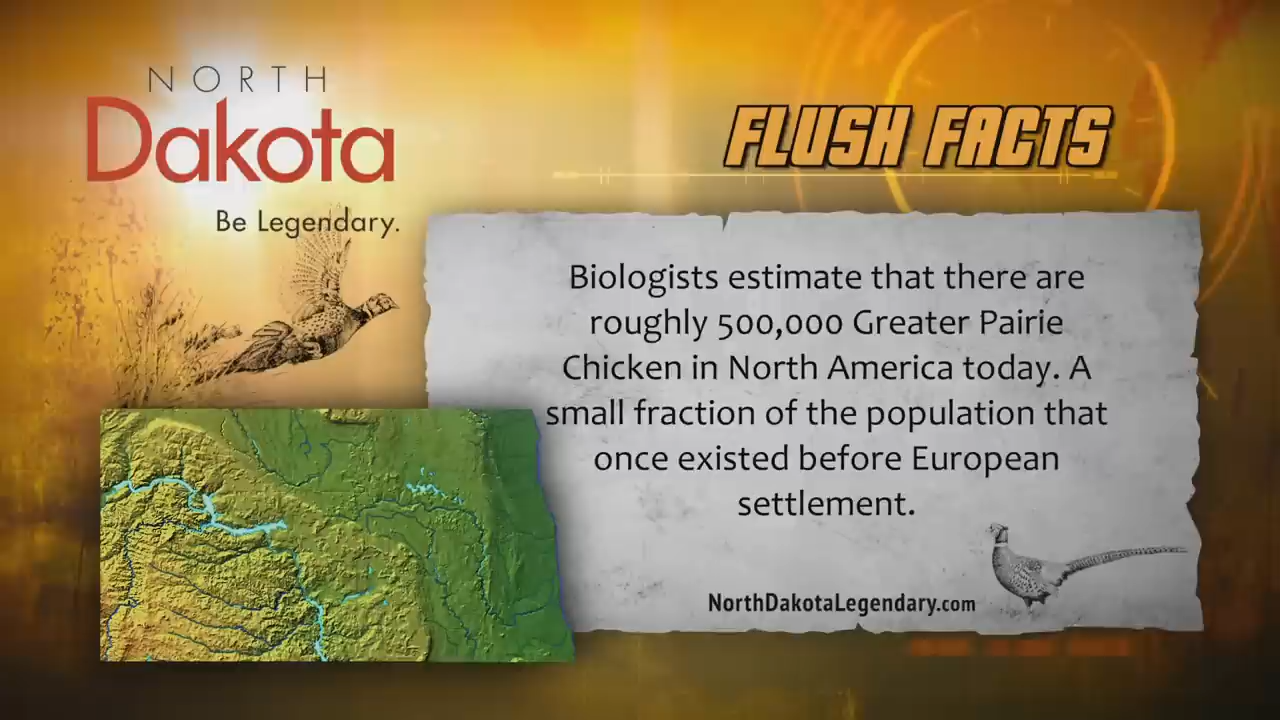 NORTH
Dakota
Be Legendary.
FLUSH FACTS
Biologists estimate that there are
roughly 500,000 Greater Pairie
Chicken in North America today. A
small fraction of the population that
once existed before European
settlement.
NorthDakotaLegendary.com